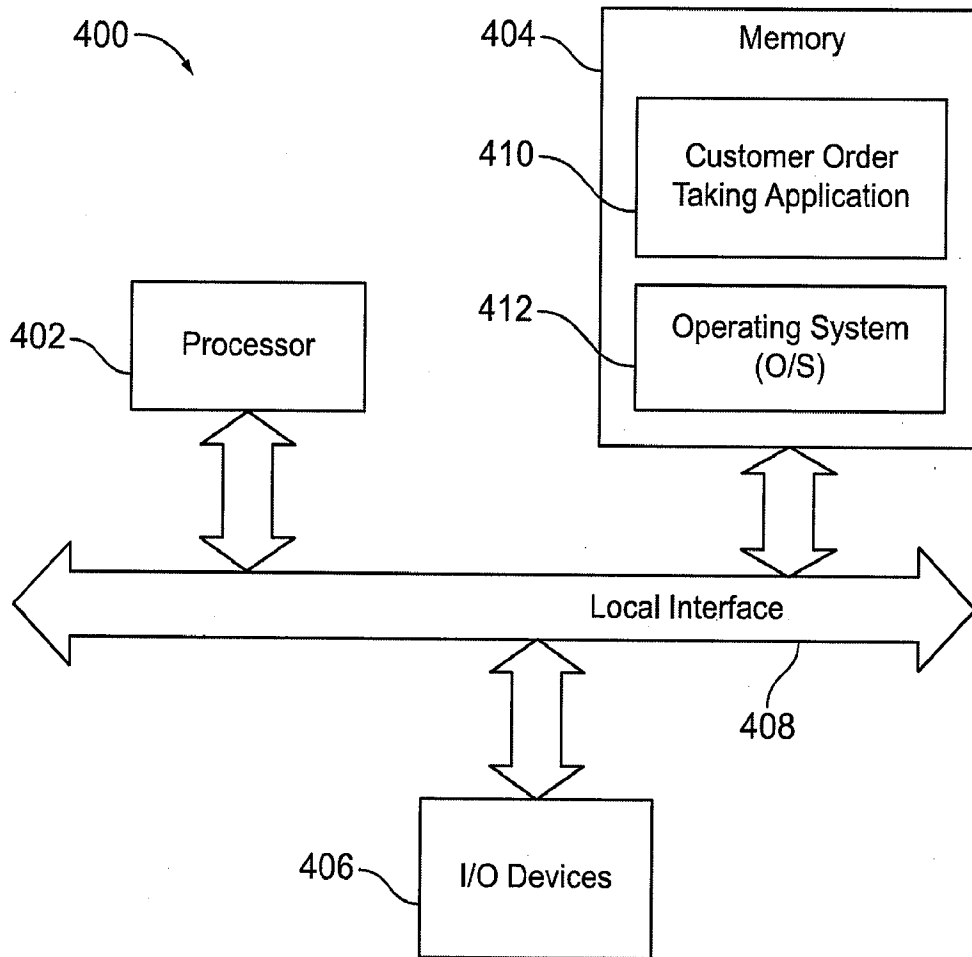 400
404
Memory
410
Customer Order
Taking Application
402
Processor
412
Operating System
(O/S)
Local Interface
408
406
I/O Devices